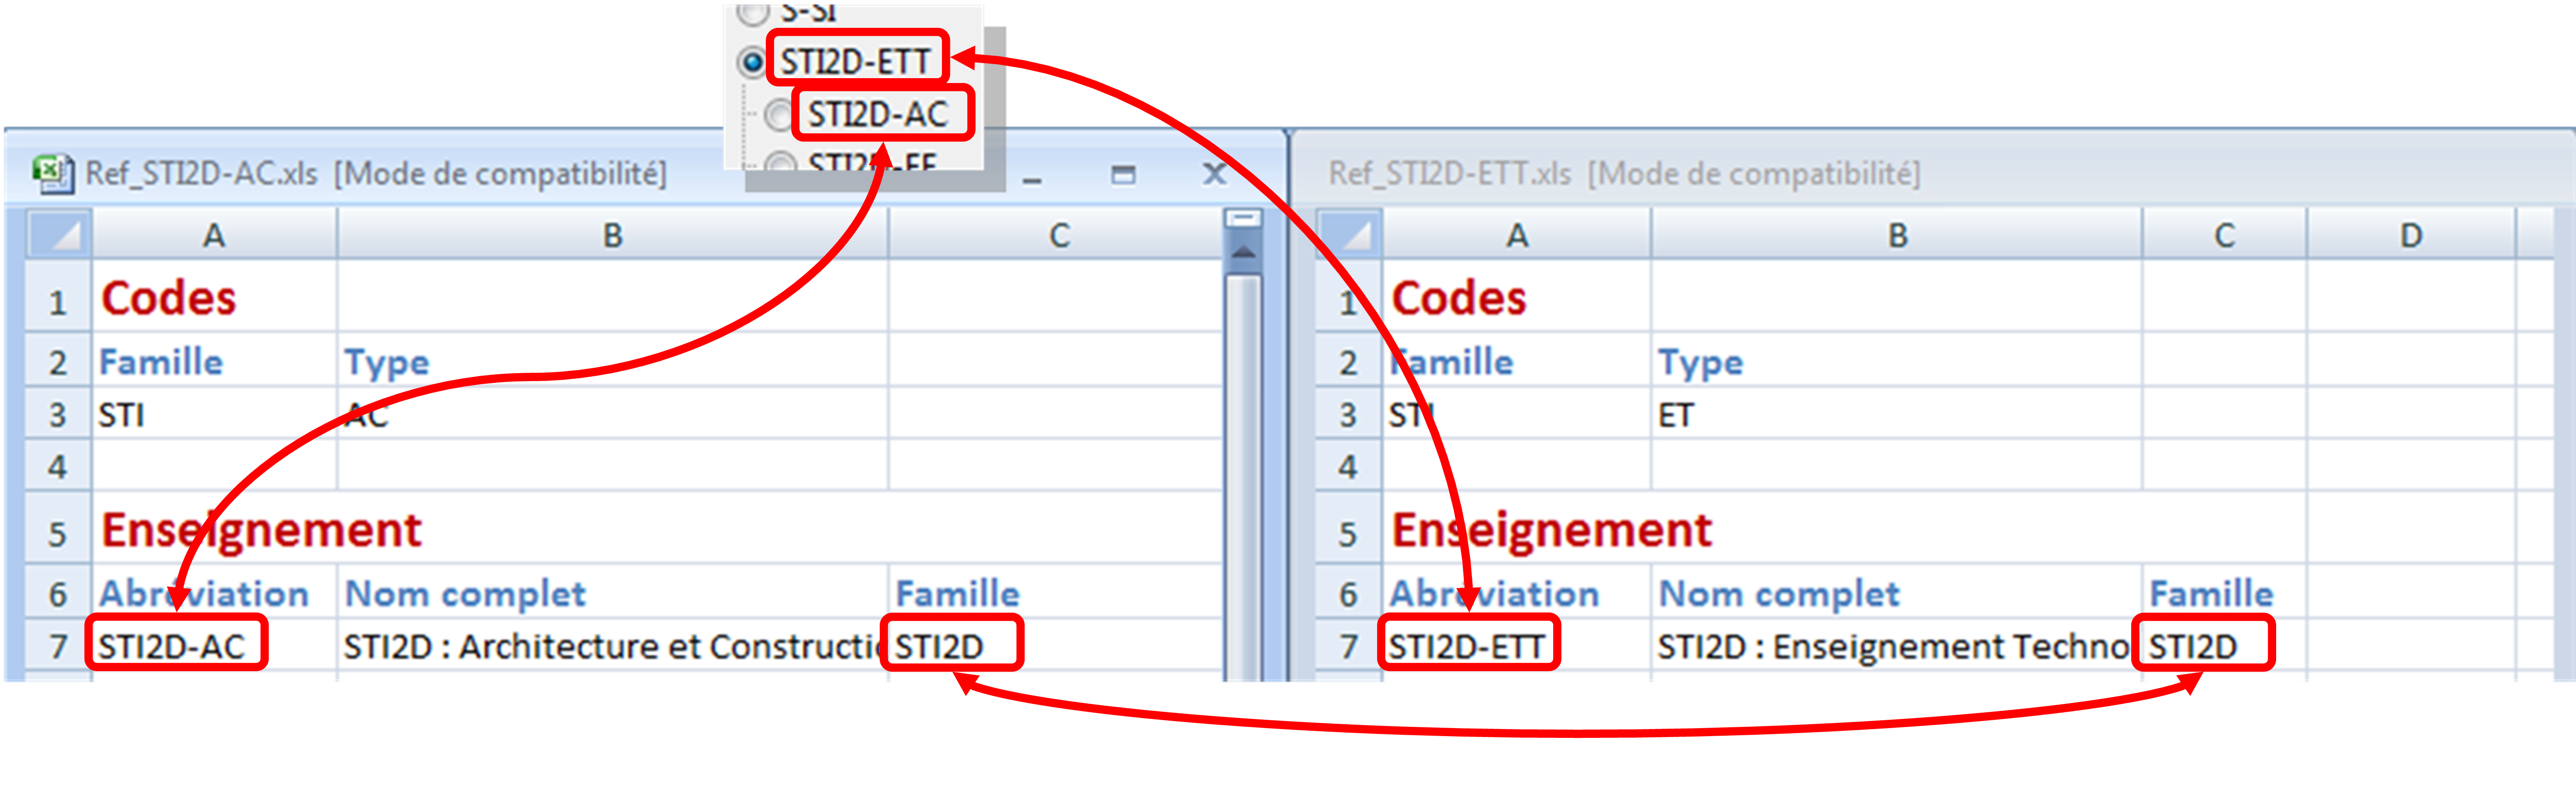 S-SI
STI2D-ETT
STI2D-AC
Ref_STI2D-AC.xls [Mode de compatibilité]
A B C
1 Codes
2 Famille Type
3 STI AC
4
5 Enseignement
6 Abréviation Nom complet Famille
7 STI2D-AC STI2D : Architecture et Constructi STI2D
Ref_STI2D-ETT.xls [Mode de compatibilité]
A B C D
1 Codes
2 Famille Type
3 STI ET
4
5 Enseignement
6 Abréviation Nom complet Famille
7 STI2D-ETT STI2D : Enseignement Techno STI2D